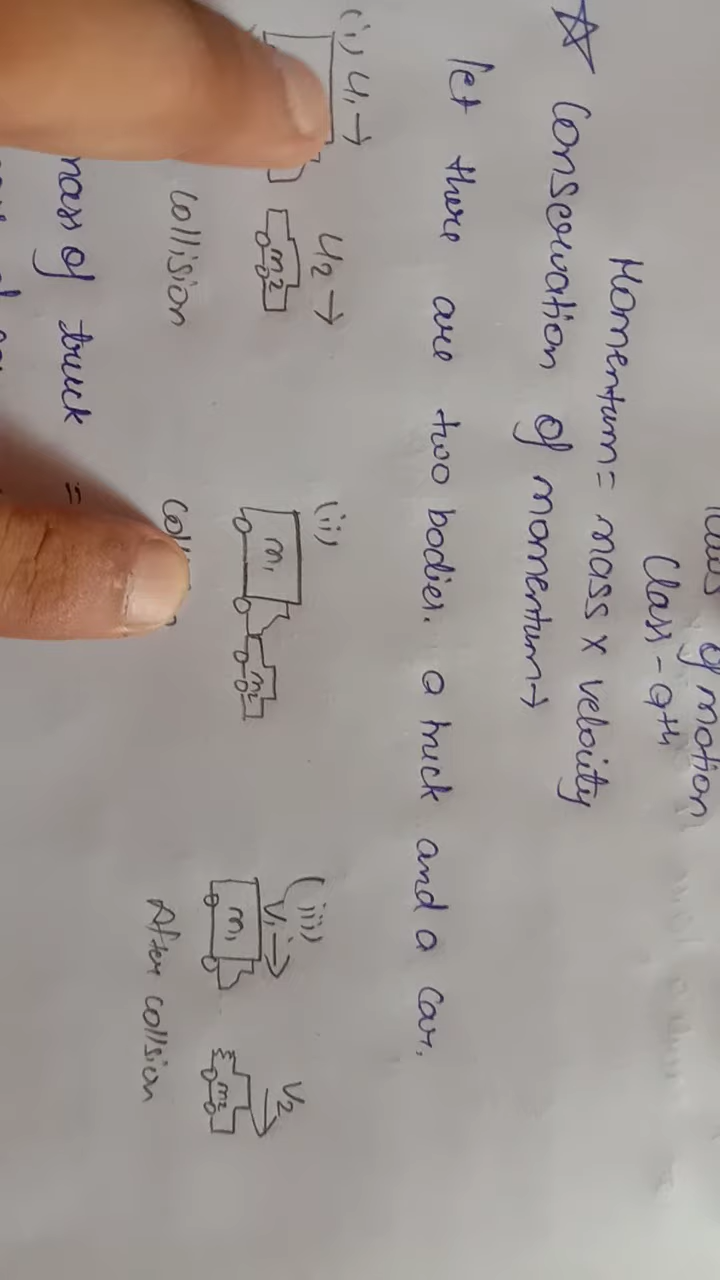 of motion
Class - 9th
Momentum = mass x velocity
☆ Conservation of momentum →
let there are two bodies. a truck and a car.
(i) (ii) (iii)
u1 → u2 → V1 → V2
m2 m1 m2 m1 m2
collision After collsion
mass of truck =